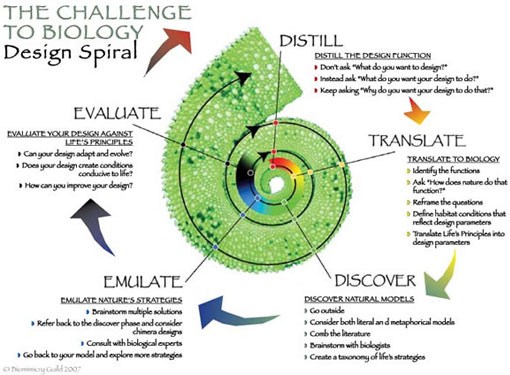 THE CHALLENGE
TO BIOLOGY
Design Spiral
DISTILL
DISTILL THE DESIGN FUNCTION
Don't ask "What do you want to design?"
Instead ask "What do you want your design to do?"
Keep asking "Why do you want your design to do that?"
TRANSLATE
TRANSLATE TO BIOLOGY
Identify the functions
Ask "How does nature do that
function?"
Reframe the questions
Define habitat conditions that
reflect design parameters
Translate Life's Principles into
design parameters
DISCOVER
DISCOVER NATURAL MODELS
Go outside
Consider both literal an d metaphorical models
Comb the literature
Brainstorm with biologists
Create a taxonomy of life's strategies
EMULATE
EMULATE NATURE'S STRATEGIES
Brainstorm multiple solutions
Refer back to the discover phase and consider
chimera designs
Consult with biological experts
Go back to your model and explore more strategies
EVALUATE
EVALUATE YOUR DESIGN AGAINST
LIFE'S PRINCIPLES
Can your design adapt and evolve?
Does your design create conditions
conducive to life?
How can you improve your design?
© Biomimicry Guild 2007